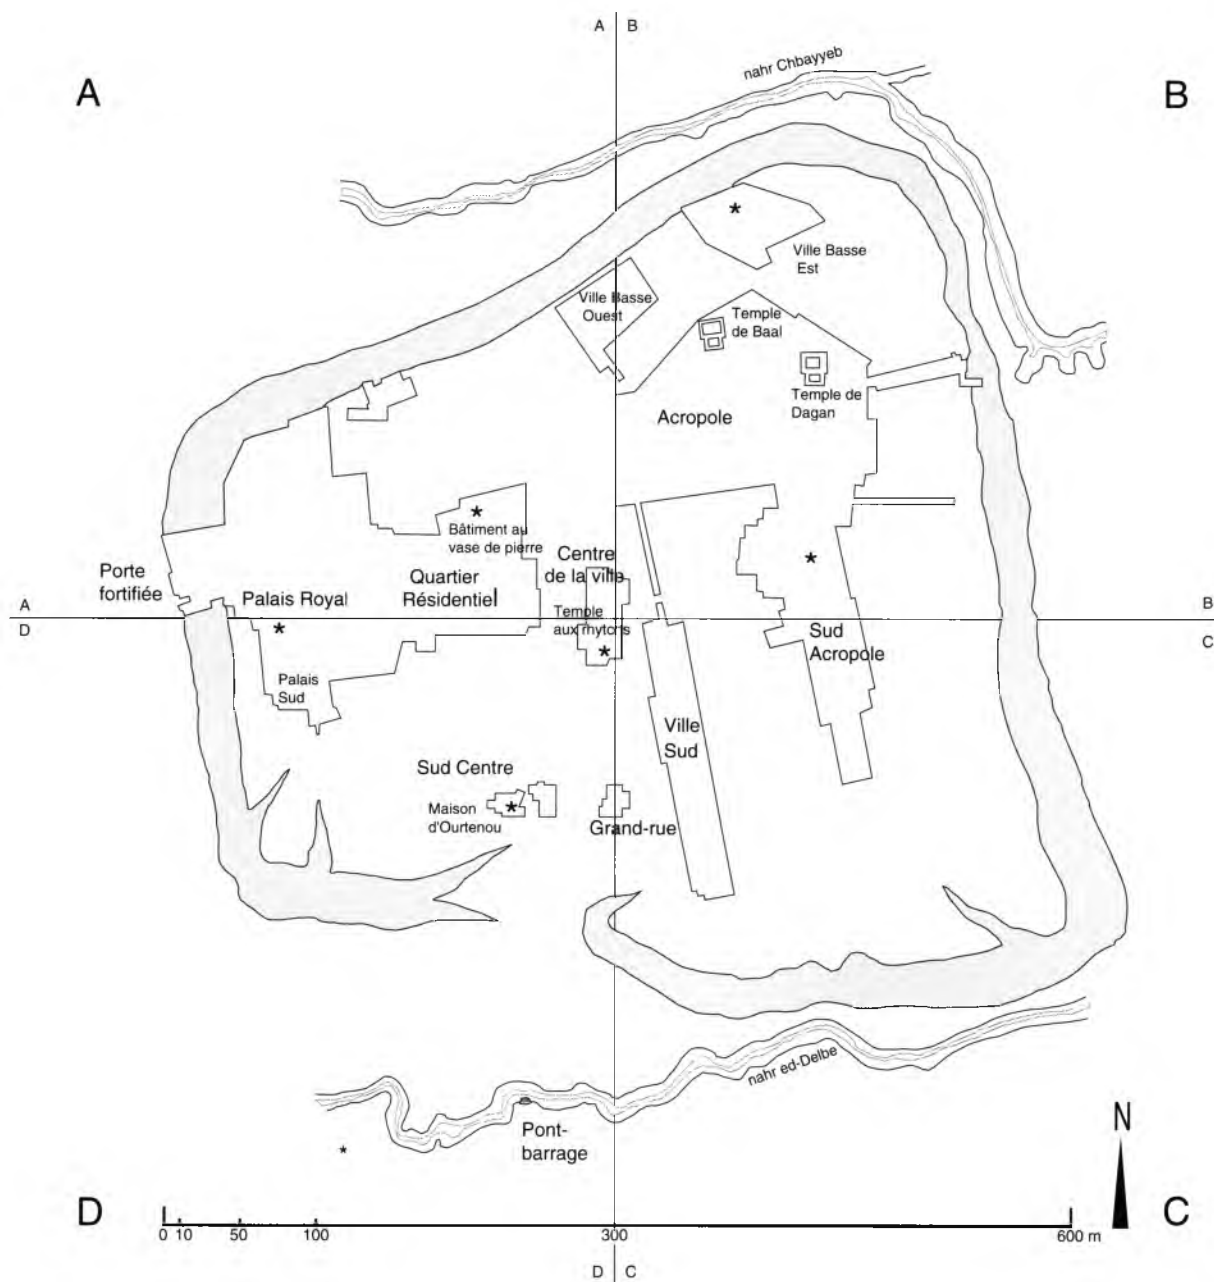 A B
nahr Chbayyeb
A
B
*
Ville Basse
Est
Ville Basse
Ouest
Temple
de Baal
Temple de
Dagan
Acropole
*
Bâtiment au
vase de pierre
*
Porte
fortifiée
Palais Royal
Quartier
Résidentiel
Centre
de la ville
Temple
aux rhytons
A
B
D
C
*
*
Sud
Acropole
Palais
Sud
Ville
Sud
Sud Centre
*
Maison
d'Ourtenou
Grand-rue
nahr ed-Delbe
Pont-
barrage
*
N
D
C
0 10 50 100 300 600 m
D C